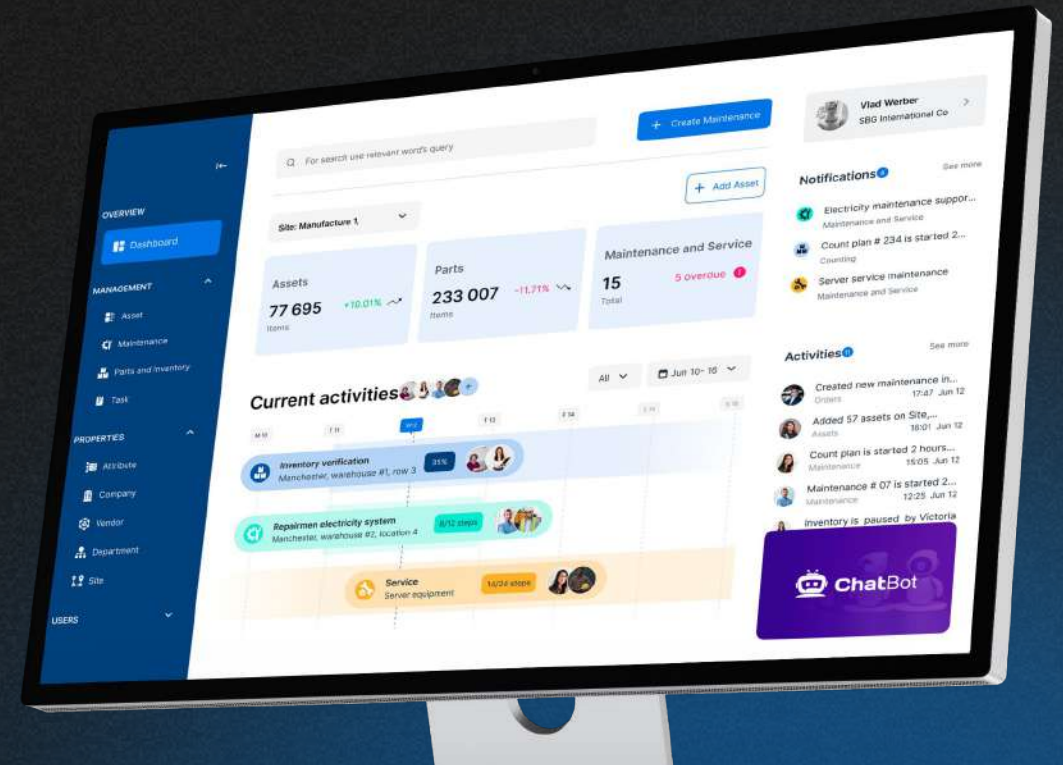 OVERVIEW
Dashboard
MANAGEMENT
Asset
Maintenance
Parts and Inventory
Task
PROPERTIES
Attribute
Company
Vendor
Department
Site
USERS
For search use relevant word's query
+ Create Maintenance
Site: Manufacture 1,
+ Add Asset
Assets
77 695 +10.01%
Items
Parts
233 007 -11.71%
Items
Maintenance and Service
15 5 overdue
Total
Current activities
All
Jun 10- 16
M 10 T 11 F 13 F 14
Inventory verification
Manchester, warehouse #1, row 3
35%
Repairmen electricity system
Manchester, warehouse #2, location 4
8/12 steps
Service
Server equipment
14/24 steps
Vlad Werber
SBG International Co
Notifications
See more
Electricity maintenance suppor...
Maintenance and Service
Count plan # 234 is started 2...
Counting
Server service maintenance
Maintenance and Service
Activities
See more
Created new maintenance in...
Orders 17:47 Jun 12
Added 57 assets on Site,...
Assets 16:01 Jun 12
Count plan is started 2 hours...
Maintenance 15:05 Jun 12
Maintenance # 07 is started 2...
Maintenance 12:25 Jun 12
Inventory is paused by Victoria
ChatBot